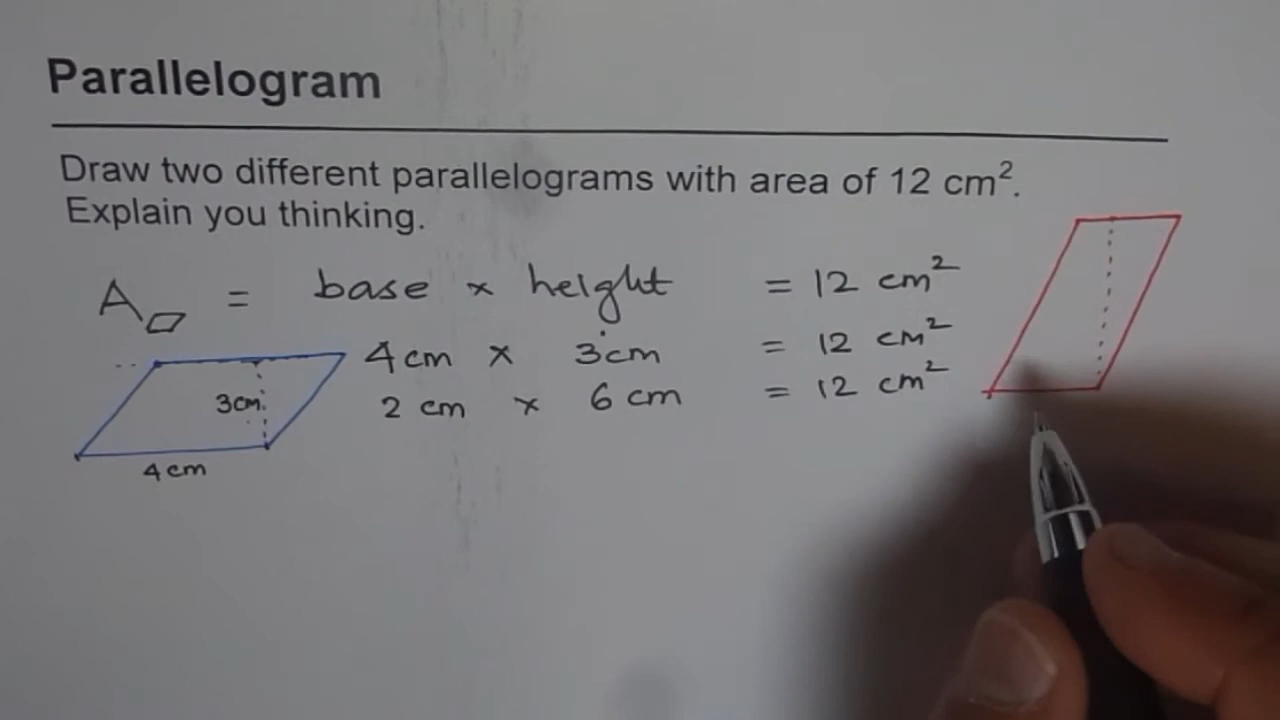 Parallelogram
Draw two different parallelograms with area of 12 cm².
Explain you thinking.
A▱ = base × height = 12 cm²
4cm × 3cm = 12 cm²
2 cm × 6 cm = 12 cm²
3cm
4cm